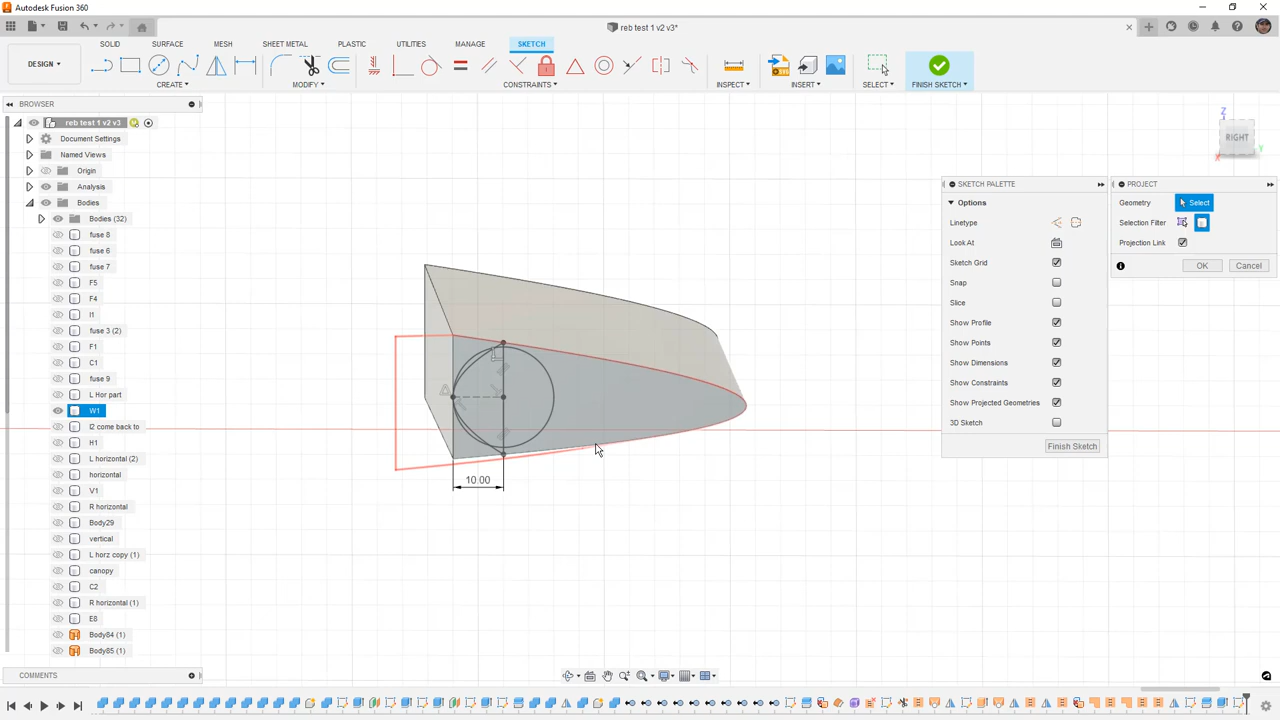 Autodesk Fusion 360
reb test 1 v2 v3*
DESIGN
SOLID SURFACE MESH SHEET METAL PLASTIC UTILITIES MANAGE SKETCH
CREATE MODIFY CONSTRAINTS INSPECT INSERT SELECT FINISH SKETCH
BROWSER
reb test 1 v2 v3
Document Settings
Named Views
Origin
Analysis
Bodies
Bodies (32)
fuse 8
fuse 6
fuse 7
F5
F4
I1
fuse 3 (2)
F1
C1
fuse 9
L Hor part
W1
I2 come back to
H1
L horizontal (2)
horizontal
V1
R horizontal
Body29
vertical
L horz copy (1)
canopy
C2
R horizontal (1)
E8
Body84 (1)
Body85 (1)
COMMENTS
10.00
Z
RIGHT
X
Y
SKETCH PALETTE
Options
Linetype
Look At
Sketch Grid
Snap
Slice
Show Profile
Show Points
Show Dimensions
Show Constraints
Show Projected Geometries
3D Sketch
Finish Sketch
PROJECT
Geometry Select
Selection Filter
Projection Link
OK Cancel